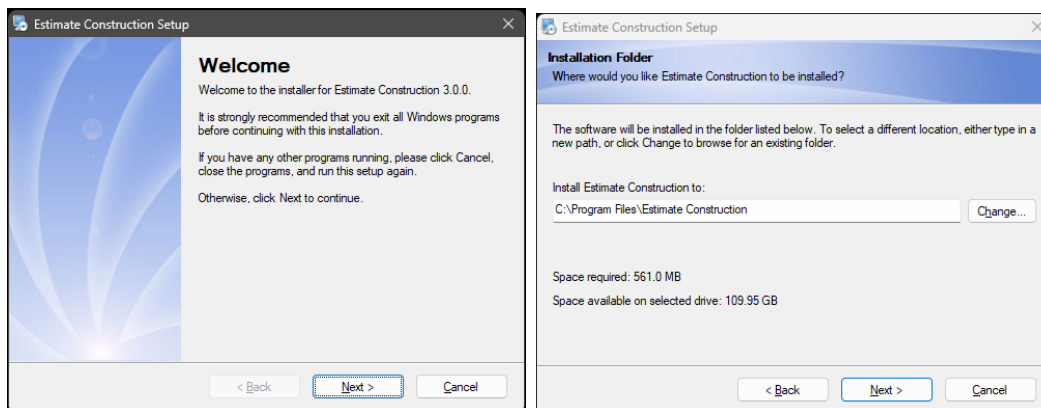 Estimate Construction Setup
Welcome
Welcome to the installer for Estimate Construction 3.0.0.
It is strongly recommended that you exit all Windows programs
before continuing with this installation.
If you have any other programs running, please click Cancel,
close the programs, and run this setup again.
Otherwise, click Next to continue.
< Back
Next >
Cancel
Estimate Construction Setup
Installation Folder
Where would you like Estimate Construction to be installed?
The software will be installed in the folder listed below. To select a different location, either type in a
new path, or click Change to browse for an existing folder.
Install Estimate Construction to:
C:\Program Files\Estimate Construction
Change...
Space required: 561.0 MB
Space available on selected drive: 109.95 GB
< Back
Next >
Cancel